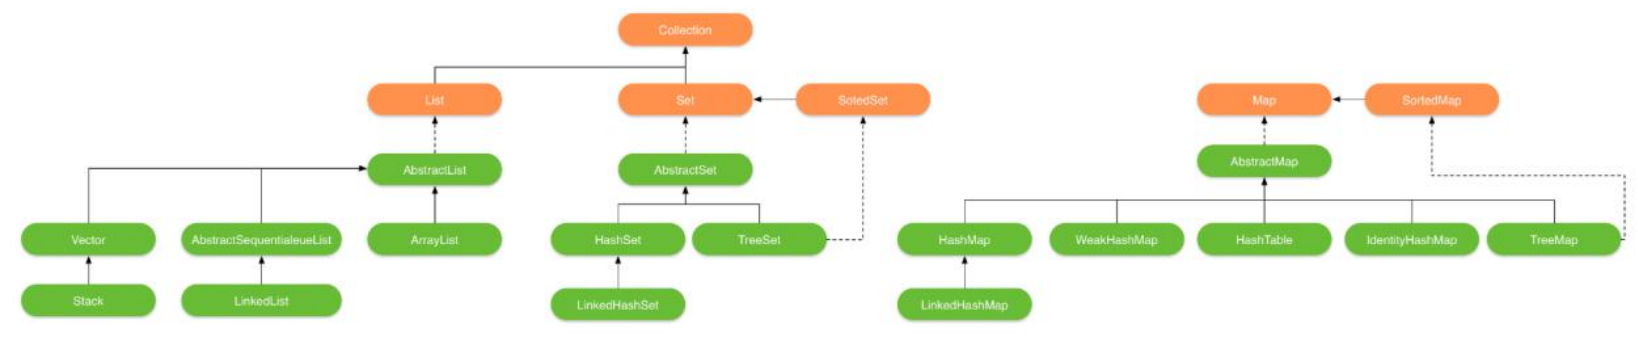 Collection
List
Set
SotedSet
Map
SortedMap
AbstractList
AbstractSet
AbstractMap
Vector
AbstractSequentialeueList
ArrayList
HashSet
TreeSet
HashMap
WeakHashMap
HashTable
IdentityHashMap
TreeMap
Stack
LinkedList
LinkedHashSet
LinkedHashMap